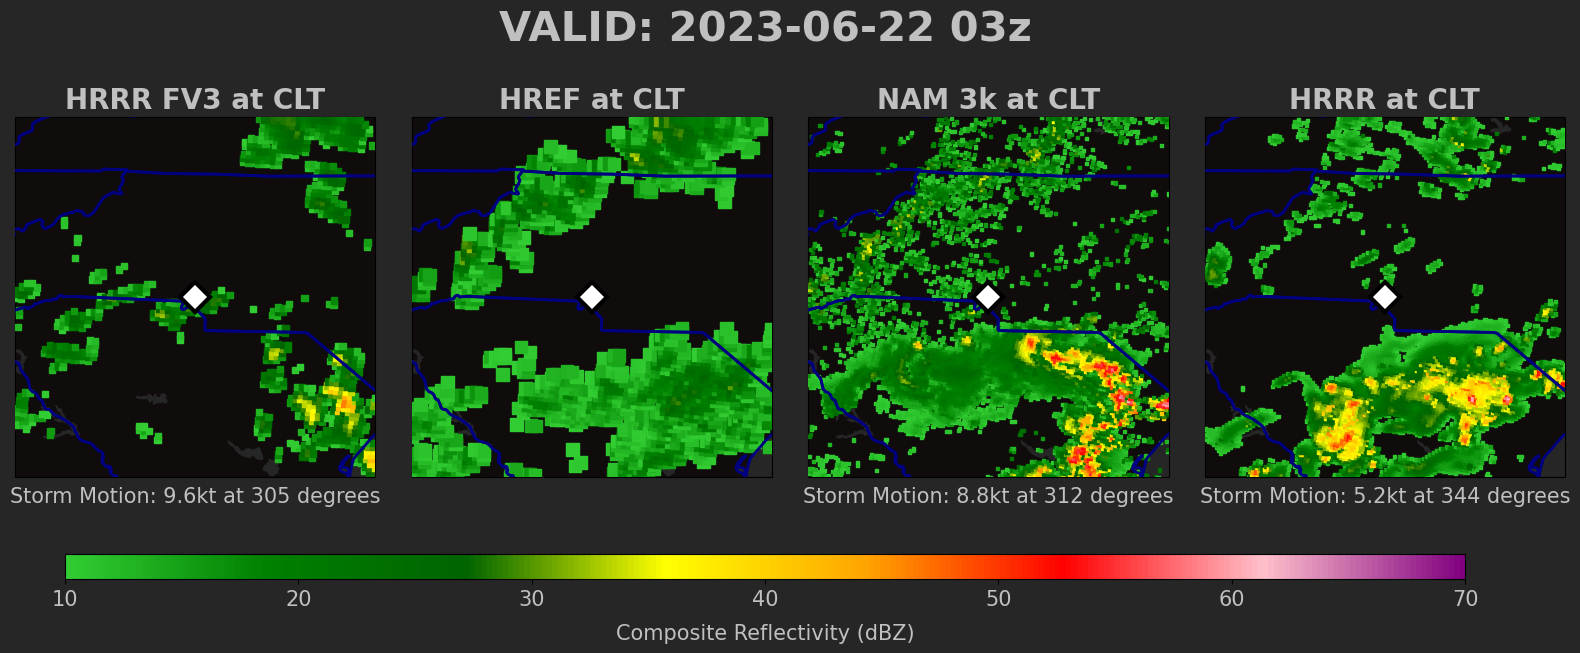 VALID: 2023-06-22 03z
HRRR FV3 at CLT
HREF at CLT
NAM 3k at CLT
HRRR at CLT
Storm Motion: 9.6kt at 305 degrees
Storm Motion: 8.8kt at 312 degrees
Storm Motion: 5.2kt at 344 degrees
10 20 30 40 50 60 70
Composite Reflectivity (dBZ)